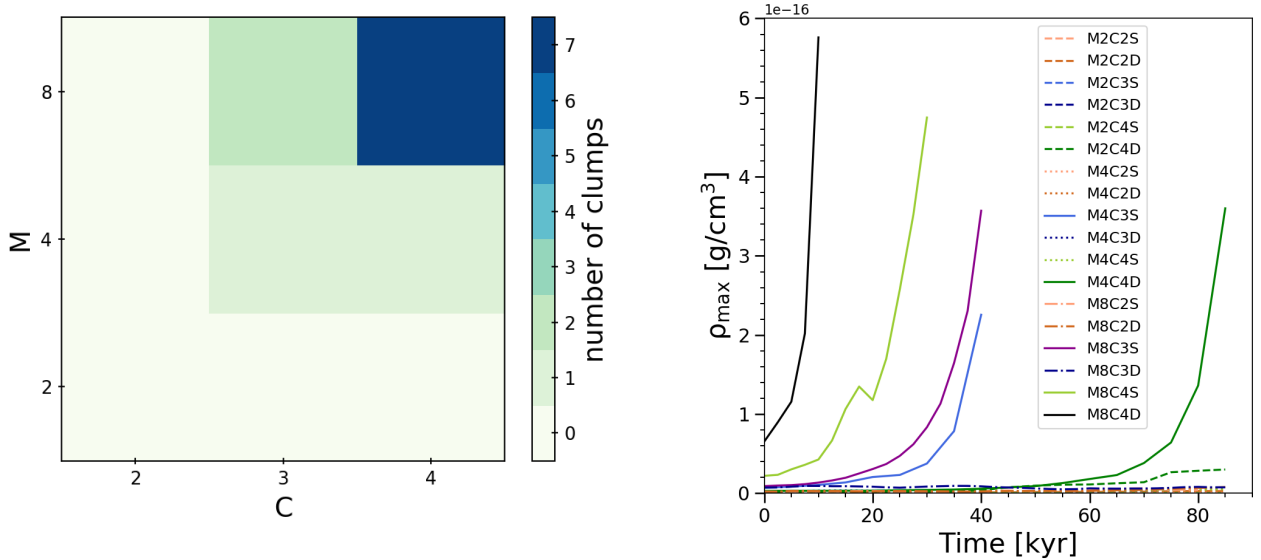 M
8
4
2
2
3
4
C
7
6
5
4
3
2
1
0
number of clumps
1e−16
6
5
4
3
2
1
0
ρmax [g/cm³]
0
20
40
60
80
Time [kyr]
M2C2S
M2C2D
M2C3S
M2C3D
M2C4S
M2C4D
M4C2S
M4C2D
M4C3S
M4C3D
M4C4S
M4C4D
M8C2S
M8C2D
M8C3S
M8C3D
M8C4S
M8C4D